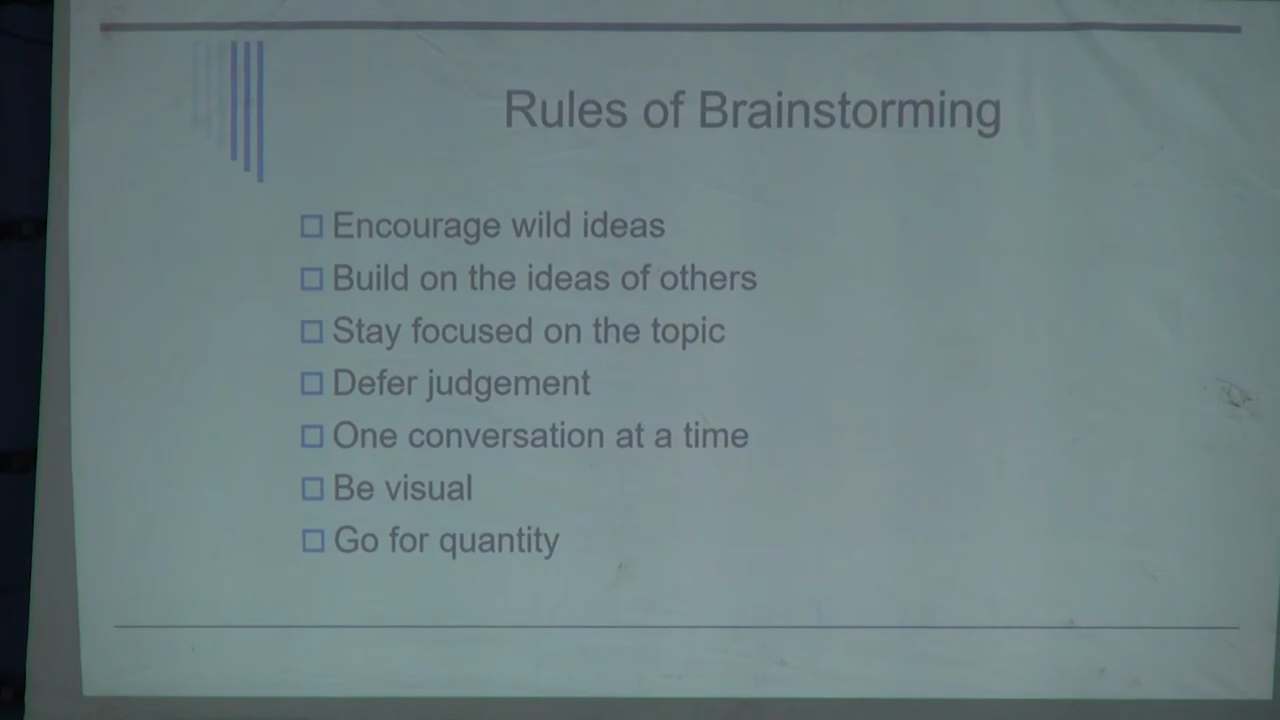 Rules of Brainstorming
Encourage wild ideas
Build on the ideas of others
Stay focused on the topic
Defer judgement
One conversation at a time
Be visual
Go for quantity